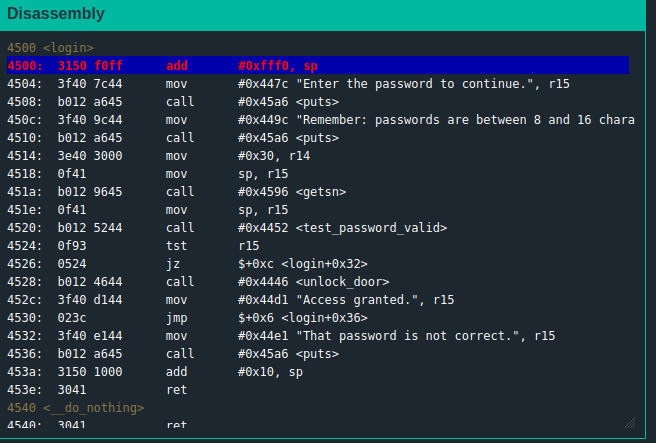 Disassembly
4500 <login>
4500: 3150 f0ff add #0xfff0, sp
4504: 3f40 7c44 mov #0x447c "Enter the password to continue.", r15
4508: b012 a645 call #0x45a6 <puts>
450c: 3f40 9c44 mov #0x449c "Remember: passwords are between 8 and 16 chara
4510: b012 a645 call #0x45a6 <puts>
4514: 3e40 3000 mov #0x30, r14
4518: 0f41 mov sp, r15
451a: b012 9645 call #0x4596 <getsn>
451e: 0f41 mov sp, r15
4520: b012 5244 call #0x4452 <test_password_valid>
4524: 0f93 tst r15
4526: 0524 jz $+0xc <login+0x32>
4528: b012 4644 call #0x4446 <unlock_door>
452c: 3f40 d144 mov #0x44d1 "Access granted.", r15
4530: 023c jmp $+0x6 <login+0x36>
4532: 3f40 e144 mov #0x44e1 "That password is not correct.", r15
4536: b012 a645 call #0x45a6 <puts>
453a: 3150 1000 add #0x10, sp
453e: 3041 ret
4540 <__do_nothing>
4540: 3041 ret